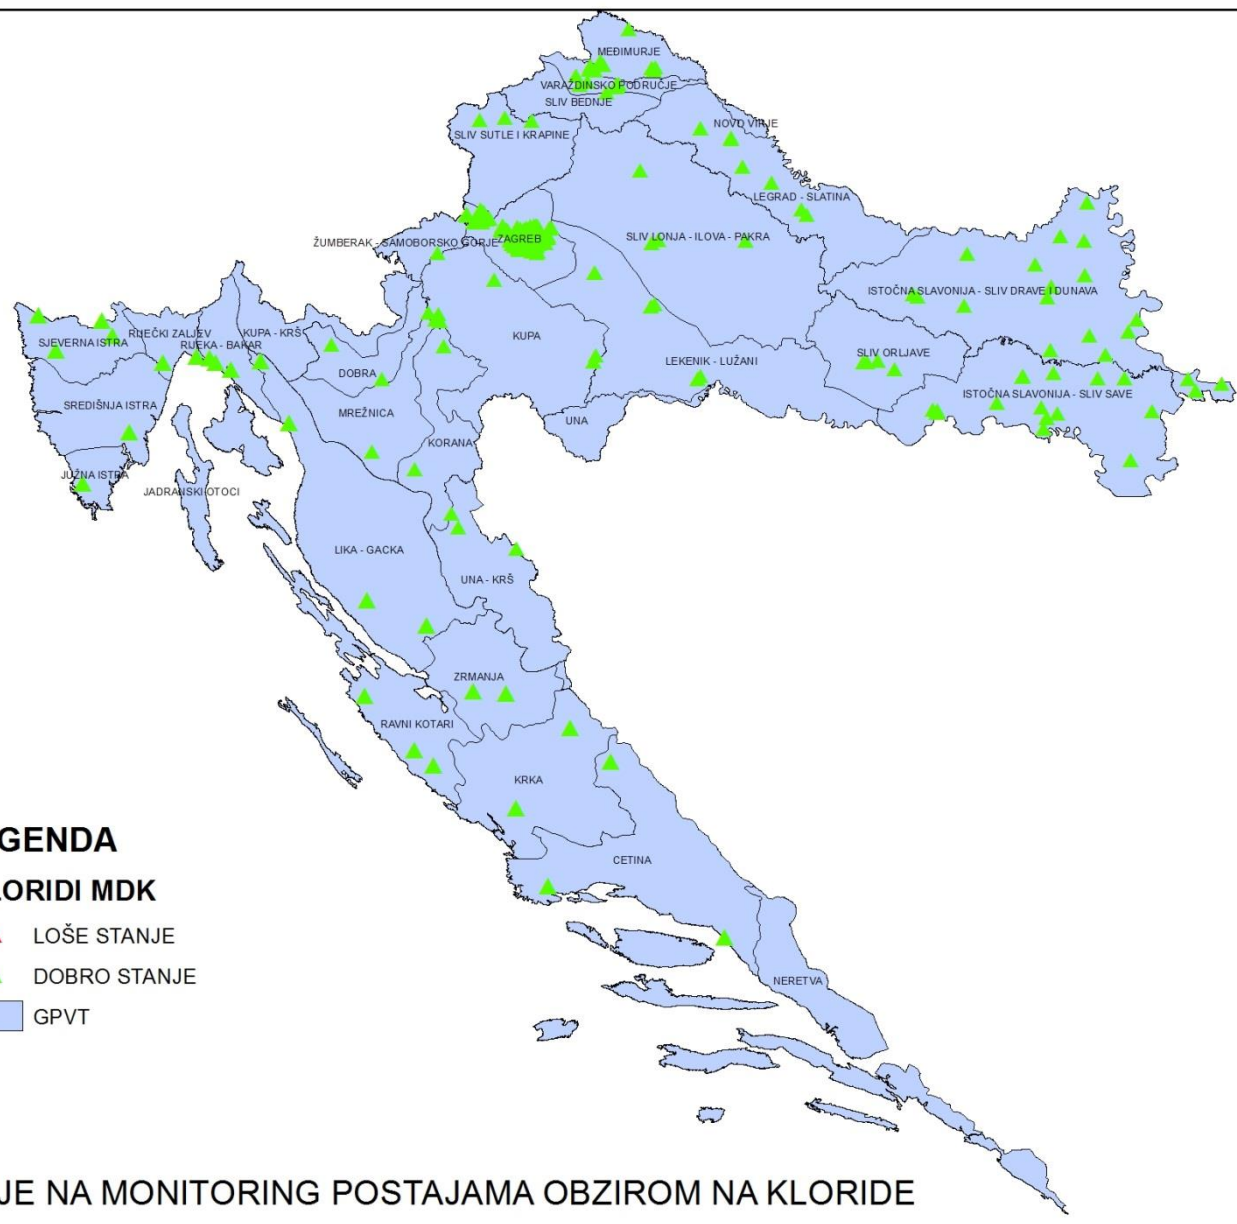 MEĐIMURJE
VARAŽDINSKO PODRUČJE
SLIV BEDNJE
NOVO VIRJE
SLIV SUTLE I KRAPINE
LEGRAD - SLATINA
ŽUMBERAK - SAMOBORSKO GORJE
ZAGREB
SLIV LONJA - ILOVA - PAKRA
ISTOČNA SLAVONIJA - SLIV DRAVE I DUNAVA
SJEVERNA ISTRA
RIJEČKI ZALJEV
KUPA - KRŠ
RIJEKA - BAKAR
KUPA
SLIV ORLJAVE
LEKENIK - LUŽANI
DOBRA
ISTOČNA SLAVONIJA - SLIV SAVE
SREDIŠNJA ISTRA
MREŽNICA
UNA
KORANA
JUŽNA ISTRA
JADRANSKI OTOCI
LIKA - GACKA
UNA - KRŠ
ZRMANJA
RAVNI KOTARI
KRKA
CETINA
NERETVA
GENDA
LORIDI MDK
LOŠE STANJE
DOBRO STANJE
GPVT
JE NA MONITORING POSTAJAMA OBZIROM NA KLORIDE